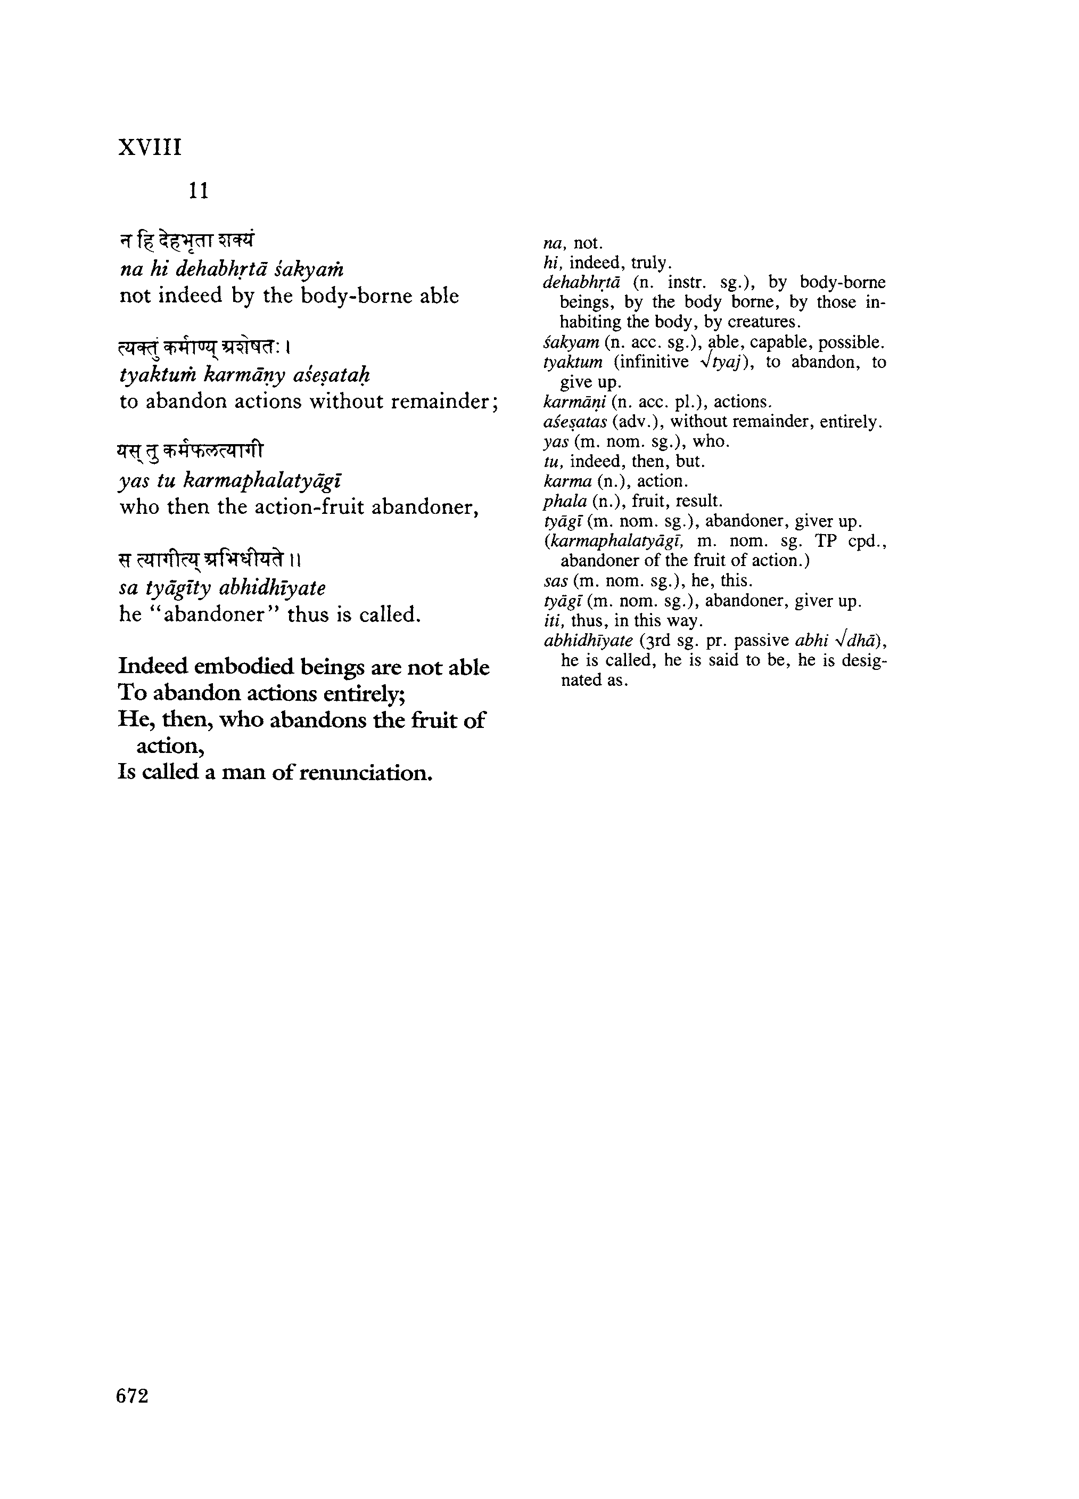 XVIII
11
न हि देहभृता शक्यं
na hi dehabhṛtā śakyaṁ
not indeed by the body-borne able
त्यक्तुं कर्माण्य् अशेषतः ।
tyaktuṁ karmāṇy aśeṣataḥ
to abandon actions without remainder;
यस् तु कर्मफलत्यागी
yas tu karmaphalatyāgī
who then the action-fruit abandoner,
स त्यागीत्य् अभिधीयते ॥
sa tyāgīty abhidhīyate
he “abandoner” thus is called.
Indeed embodied beings are not able
To abandon actions entirely;
He, then, who abandons the fruit of
action,
Is called a man of renunciation.
na, not.
hi, indeed, truly.
dehabhṛtā (n. instr. sg.), by body-borne
beings, by the body borne, by those in-
habiting the body, by creatures.
śakyam (n. acc. sg.), able, capable, possible.
tyaktum (infinitive √tyaj), to abandon, to
give up.
karmāṇi (n. acc. pl.), actions.
aśeṣatas (adv.), without remainder, entirely.
yas (m. nom. sg.), who.
tu, indeed, then, but.
karma (n.), action.
phala (n.), fruit, result.
tyāgī (m. nom. sg.), abandoner, giver up.
(karmaphalatyāgī, m. nom. sg. TP cpd.,
abandoner of the fruit of action.)
sas (m. nom. sg.), he, this.
tyāgī (m. nom. sg.), abandoner, giver up.
iti, thus, in this way.
abhidhīyate (3rd sg. pr. passive abhi √dhā),
he is called, he is said to be, he is desig-
nated as.
672